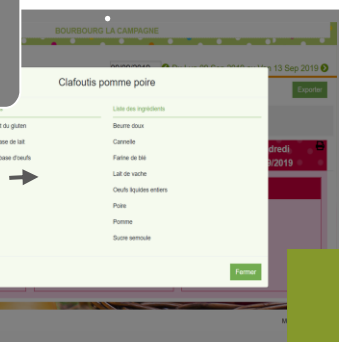 BOURBOURG LA CAMPAGNE
13 Sep 2019
Clafoutis pomme poire
Exporter
Liste des ingrédients
t du gluten
Beurre doux
ase de lait
Cannelle
base d'oeufs
Farine de blé
Lait de vache
Oeufs liquides entiers
Poire
Pomme
Sucre semoule
dredi
9/2019
Fermer
M